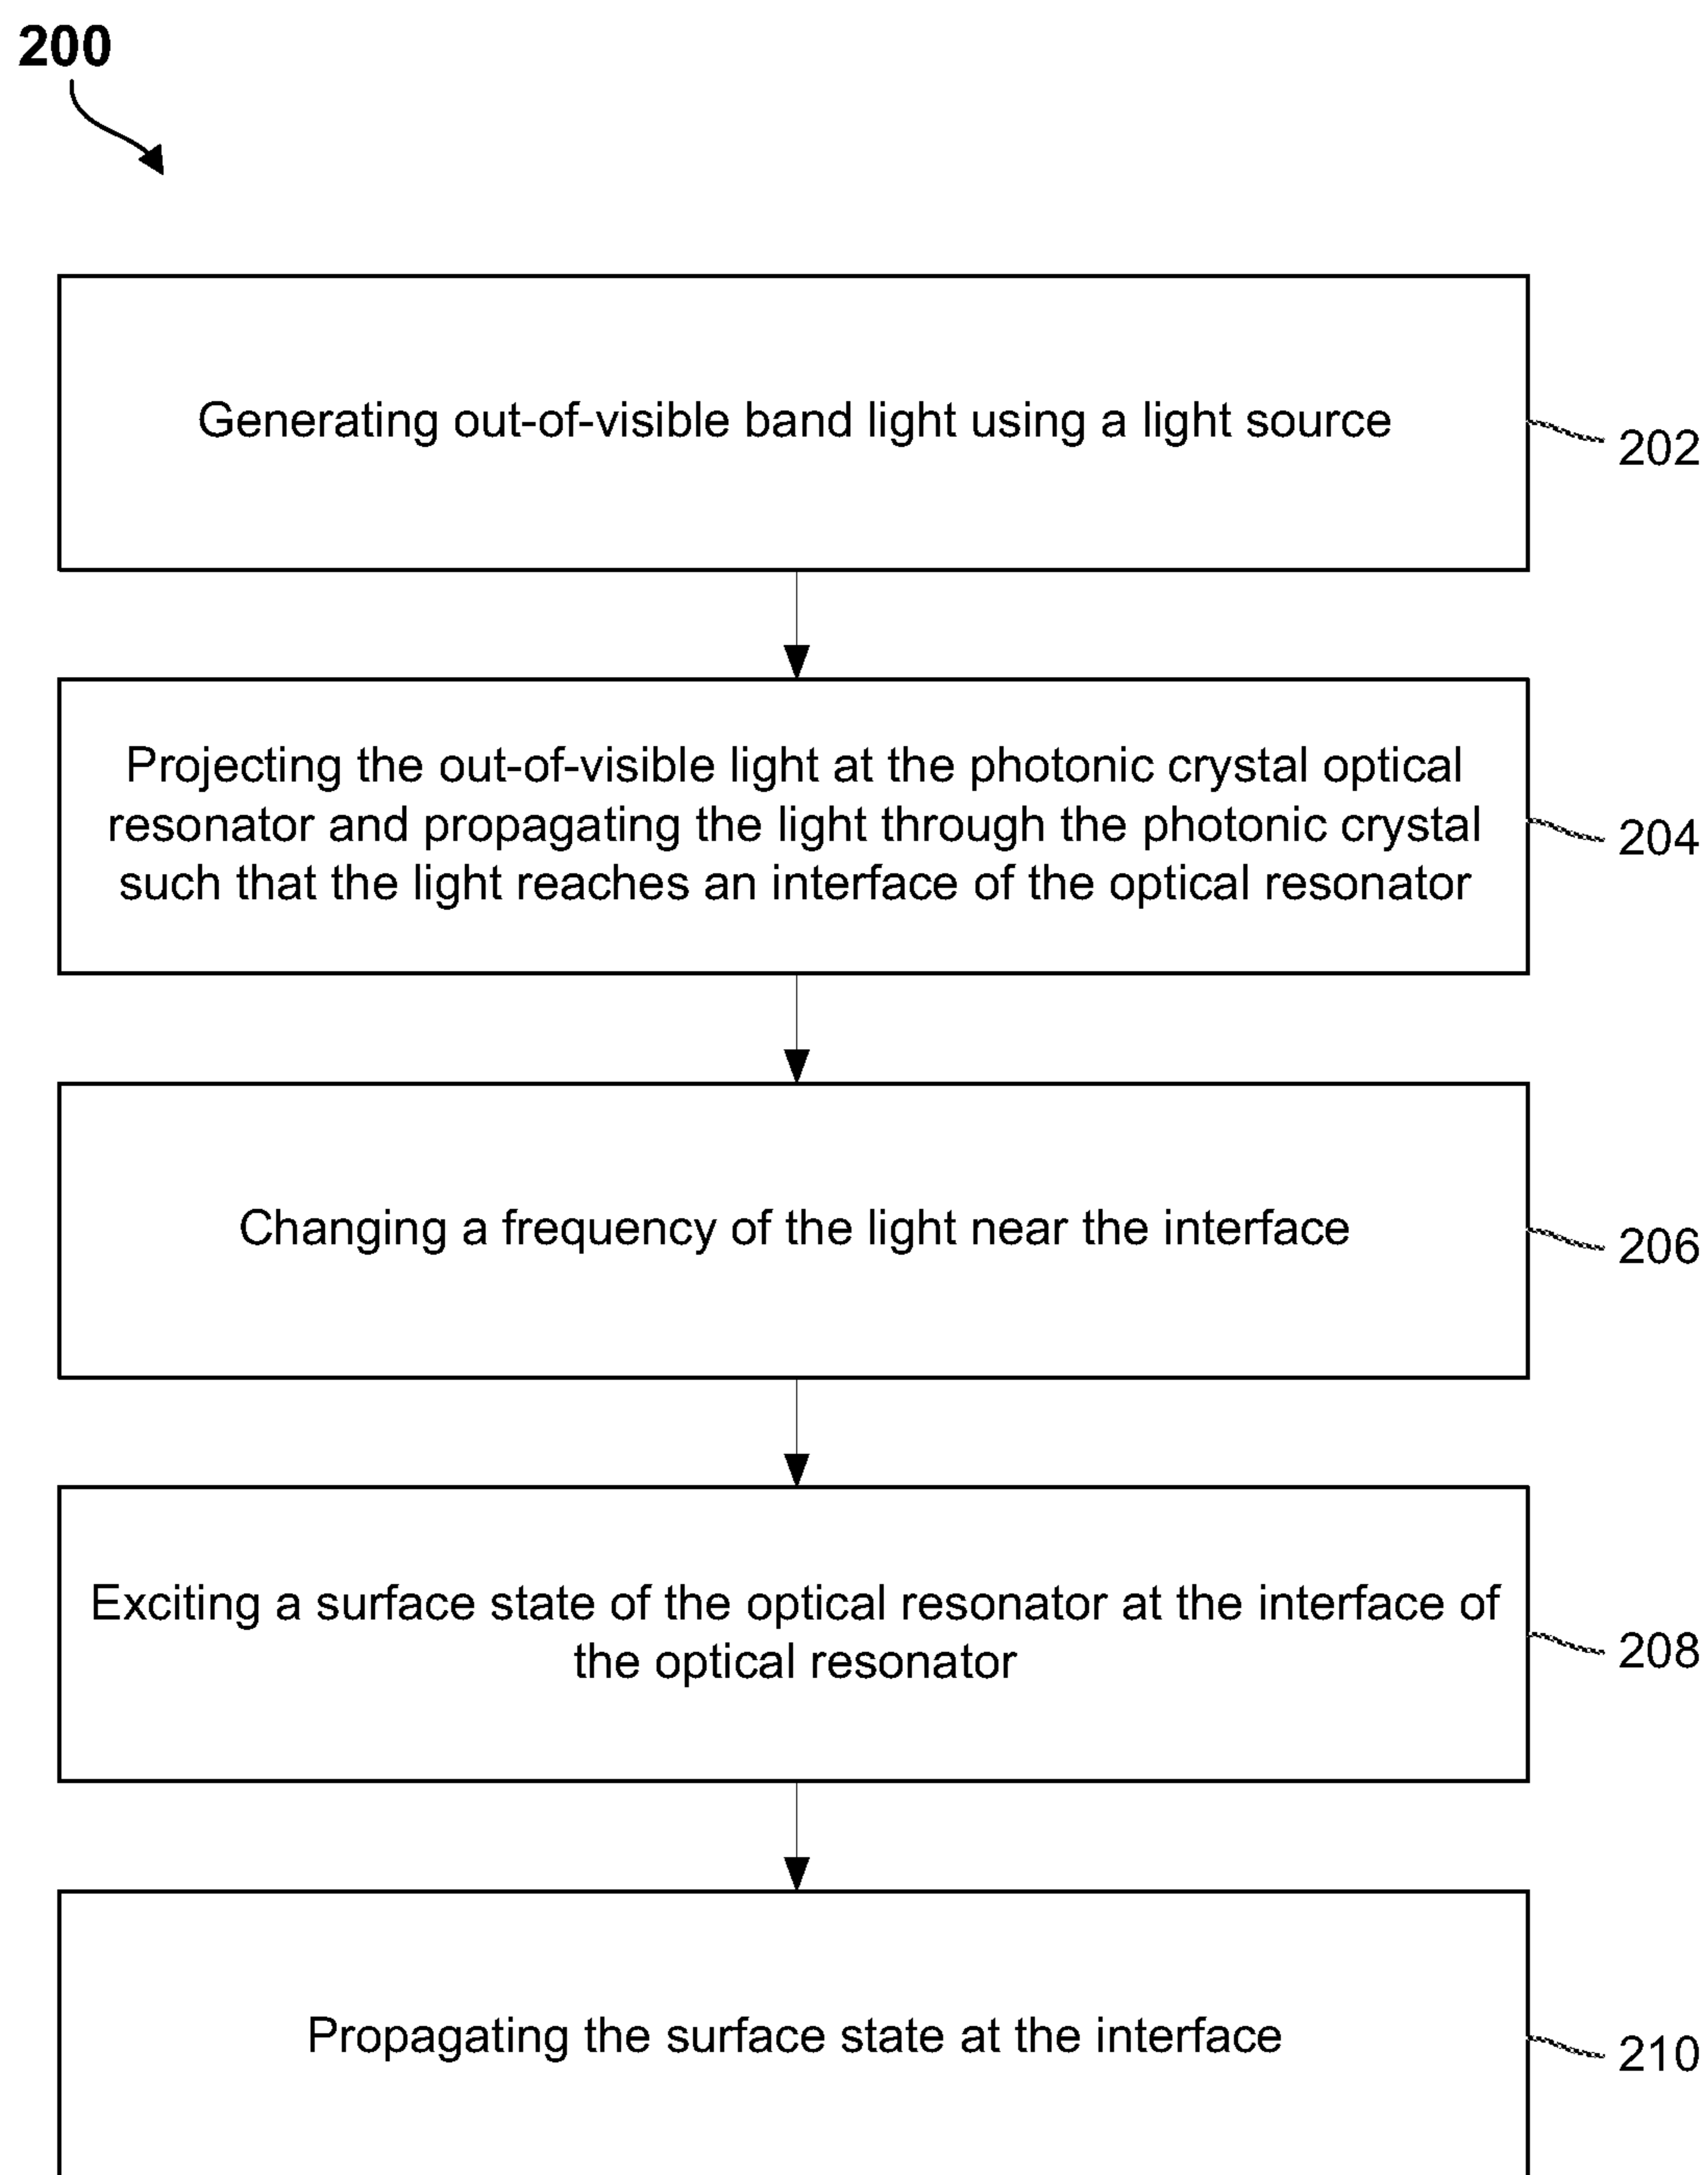 200
Generating out-of-visible band light using a light source
202
Projecting the out-of-visible light at the photonic crystal optical
resonator and propagating the light through the photonic crystal
such that the light reaches an interface of the optical resonator
204
Changing a frequency of the light near the interface
206
Exciting a surface state of the optical resonator at the interface of
the optical resonator
208
Propagating the surface state at the interface
210